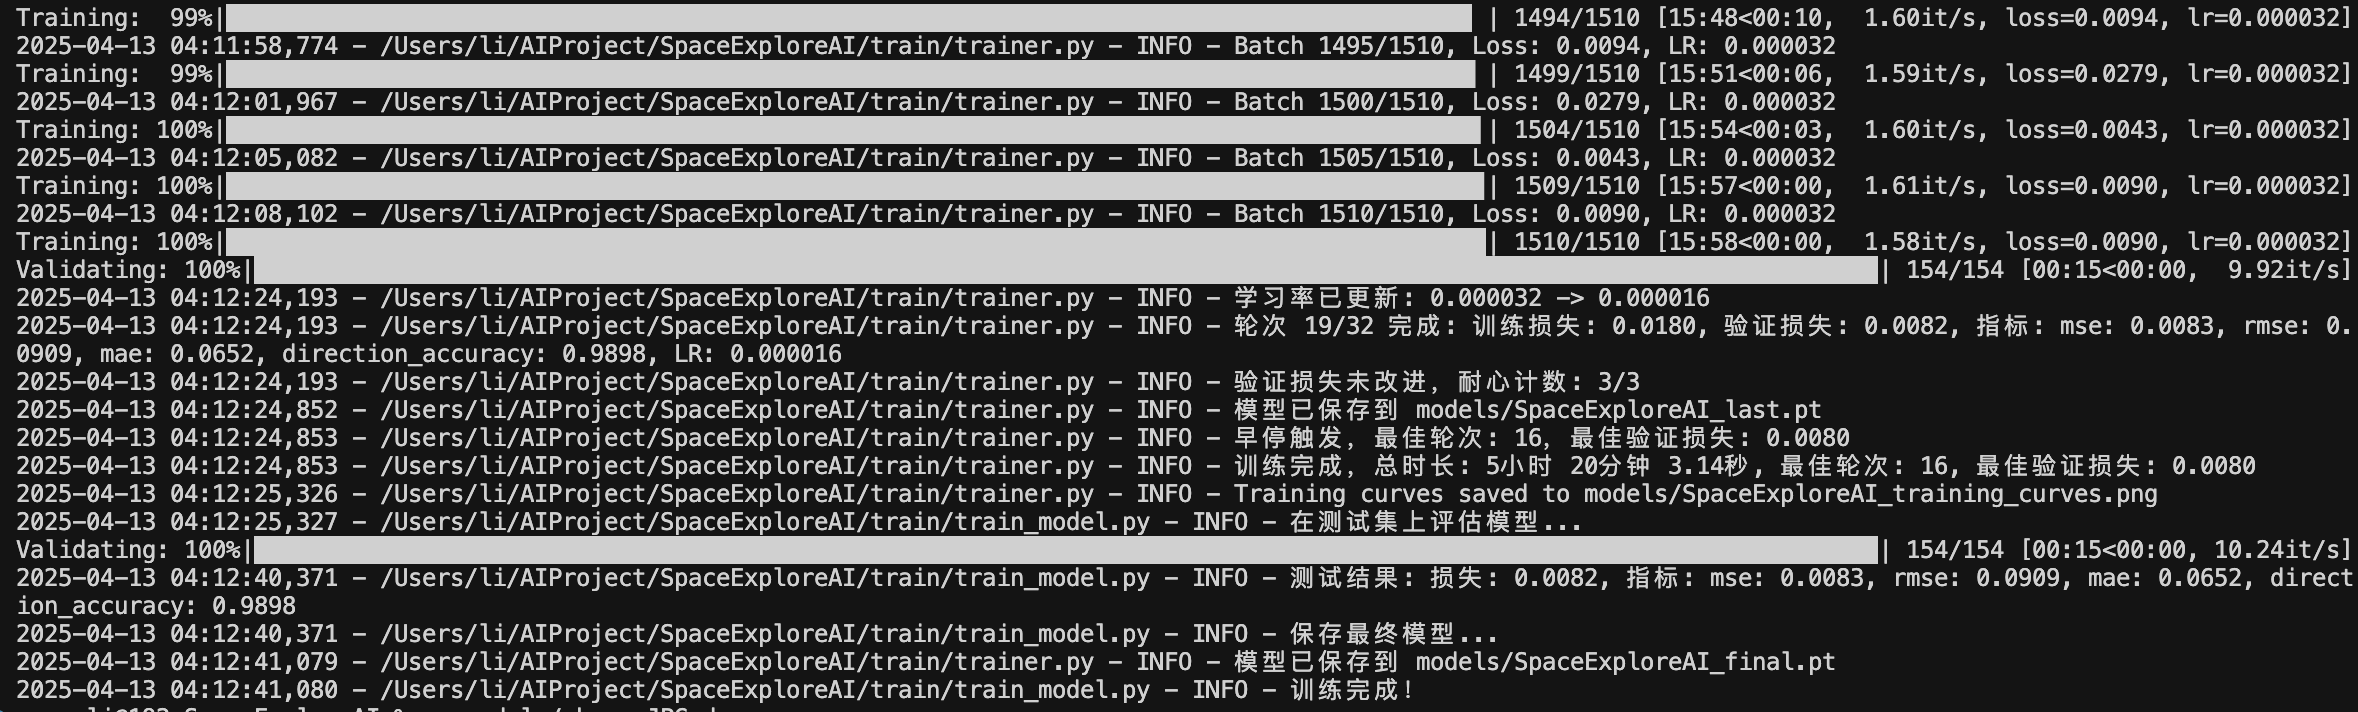 Training:  99%| | 1494/1510 [15:48<00:10,  1.60it/s, loss=0.0094, lr=0.000032]
2025-04-13 04:11:58,774 - /Users/li/AIProject/SpaceExploreAI/train/trainer.py - INFO - Batch 1495/1510, Loss: 0.0094, LR: 0.000032
Training:  99%| | 1499/1510 [15:51<00:06,  1.59it/s, loss=0.0279, lr=0.000032]
2025-04-13 04:12:01,967 - /Users/li/AIProject/SpaceExploreAI/train/trainer.py - INFO - Batch 1500/1510, Loss: 0.0279, LR: 0.000032
Training: 100%| | 1504/1510 [15:54<00:03,  1.60it/s, loss=0.0043, lr=0.000032]
2025-04-13 04:12:05,082 - /Users/li/AIProject/SpaceExploreAI/train/trainer.py - INFO - Batch 1505/1510, Loss: 0.0043, LR: 0.000032
Training: 100%| | 1509/1510 [15:57<00:00,  1.61it/s, loss=0.0090, lr=0.000032]
2025-04-13 04:12:08,102 - /Users/li/AIProject/SpaceExploreAI/train/trainer.py - INFO - Batch 1510/1510, Loss: 0.0090, LR: 0.000032
Training: 100%| | 1510/1510 [15:58<00:00,  1.58it/s, loss=0.0090, lr=0.000032]
Validating: 100%| | 154/154 [00:15<00:00,  9.92it/s]
2025-04-13 04:12:24,193 - /Users/li/AIProject/SpaceExploreAI/train/trainer.py - INFO - 学习率已更新: 0.000032 -> 0.000016
2025-04-13 04:12:24,193 - /Users/li/AIProject/SpaceExploreAI/train/trainer.py - INFO - 轮次 19/32 完成: 训练损失: 0.0180, 验证损失: 0.0082, 指标: mse: 0.0083, rmse: 0.
0909, mae: 0.0652, direction_accuracy: 0.9898, LR: 0.000016
2025-04-13 04:12:24,193 - /Users/li/AIProject/SpaceExploreAI/train/trainer.py - INFO - 验证损失未改进，耐心计数: 3/3
2025-04-13 04:12:24,852 - /Users/li/AIProject/SpaceExploreAI/train/trainer.py - INFO - 模型已保存到 models/SpaceExploreAI_last.pt
2025-04-13 04:12:24,853 - /Users/li/AIProject/SpaceExploreAI/train/trainer.py - INFO - 早停触发，最佳轮次: 16，最佳验证损失: 0.0080
2025-04-13 04:12:24,853 - /Users/li/AIProject/SpaceExploreAI/train/trainer.py - INFO - 训练完成，总时长: 5小时 20分钟 3.14秒, 最佳轮次: 16, 最佳验证损失: 0.0080
2025-04-13 04:12:25,326 - /Users/li/AIProject/SpaceExploreAI/train/trainer.py - INFO - Training curves saved to models/SpaceExploreAI_training_curves.png
2025-04-13 04:12:25,327 - /Users/li/AIProject/SpaceExploreAI/train/train_model.py - INFO - 在测试集上评估模型...
Validating: 100%| | 154/154 [00:15<00:00, 10.24it/s]
2025-04-13 04:12:40,371 - /Users/li/AIProject/SpaceExploreAI/train/train_model.py - INFO - 测试结果: 损失: 0.0082, 指标: mse: 0.0083, rmse: 0.0909, mae: 0.0652, direct
ion_accuracy: 0.9898
2025-04-13 04:12:40,371 - /Users/li/AIProject/SpaceExploreAI/train/train_model.py - INFO - 保存最终模型...
2025-04-13 04:12:41,079 - /Users/li/AIProject/SpaceExploreAI/train/trainer.py - INFO - 模型已保存到 models/SpaceExploreAI_final.pt
2025-04-13 04:12:41,080 - /Users/li/AIProject/SpaceExploreAI/train/train_model.py - INFO - 训练完成!